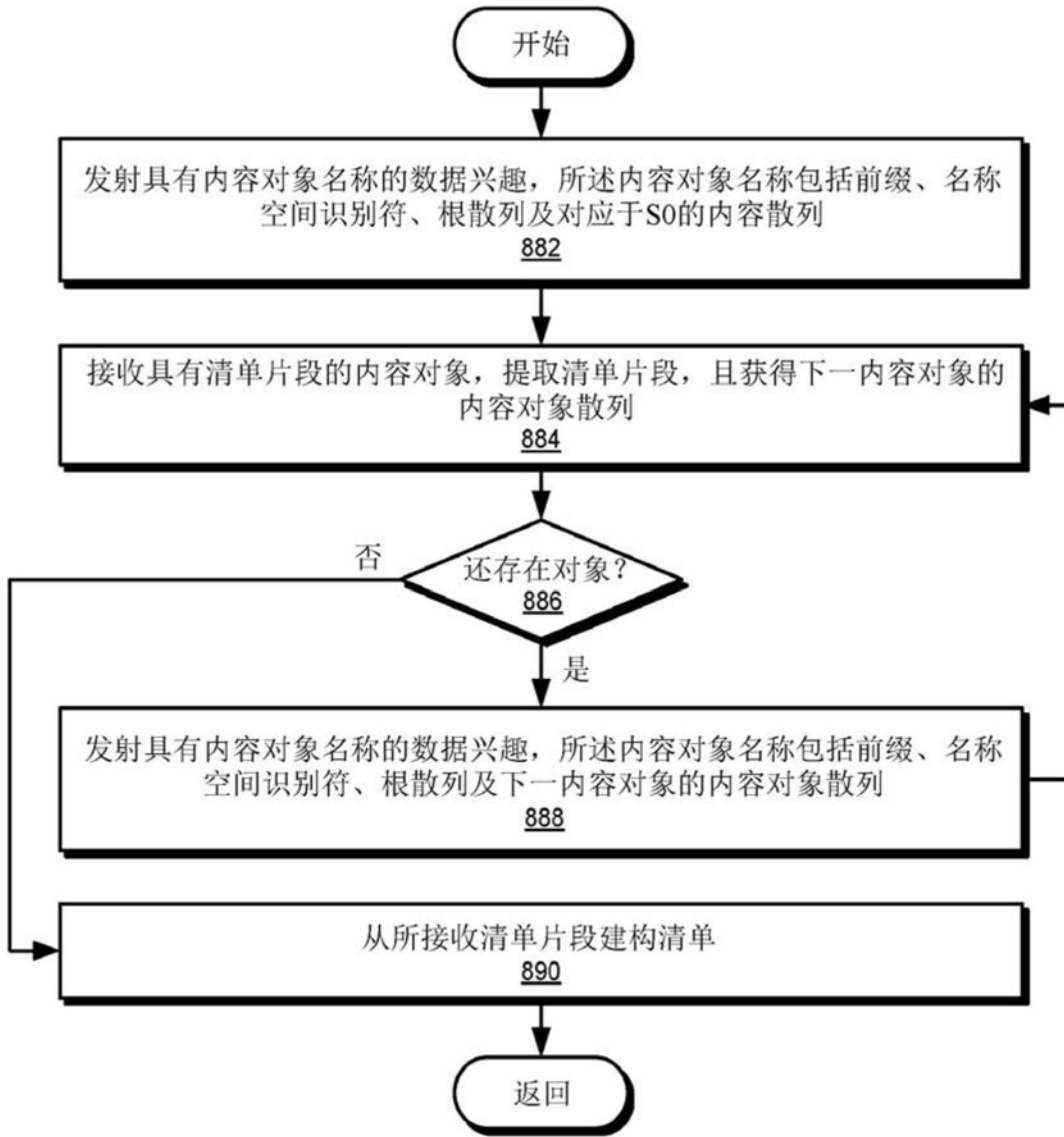 开始
发射具有内容对象名称的数据兴趣，所述内容对象名称包括前缀、名称
空间识别符、根散列及对应于S0的内容散列
882
接收具有清单片段的内容对象，提取清单片段，且获得下一内容对象的
内容对象散列
884
还存在对象？
886
否
是
发射具有内容对象名称的数据兴趣，所述内容对象名称包括前缀、名称
空间识别符、根散列及下一内容对象的内容对象散列
888
从所接收清单片段建构清单
890
返回